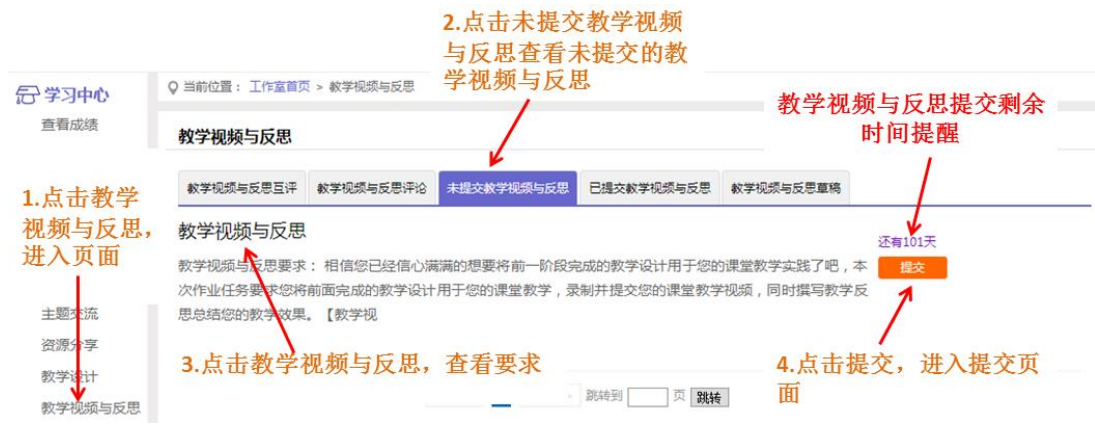 2.点击未提交教学视频
与反思查看未提交的教
学视频与反思
学习中心
当前位置： 工作室首页 > 教学视频与反思
查看成绩
教学视频与反思提交剩余
时间提醒
教学视频与反思
教学视频与反思互评 教学视频与反思评论 未提交教学视频与反思 已提交教学视频与反思 教学视频与反思草稿
1.点击教学
视频与反思，
进入页面
教学视频与反思
还有101天
教学视频与反思要求： 相信您已经信心满满的想要将前一阶段完成的教学设计用于您的课堂教学实践了吧，本
提交
次作业任务要求您将前面完成的教学设计用于您的课堂教学，录制并提交您的课堂教学视频，同时撰写教学反
思总结您的教学效果。【教学视
主题交流
资源分享
教学设计
教学视频与反思
3.点击教学视频与反思，查看要求
4.点击提交，进入提交页
面
跳转到 页 跳转